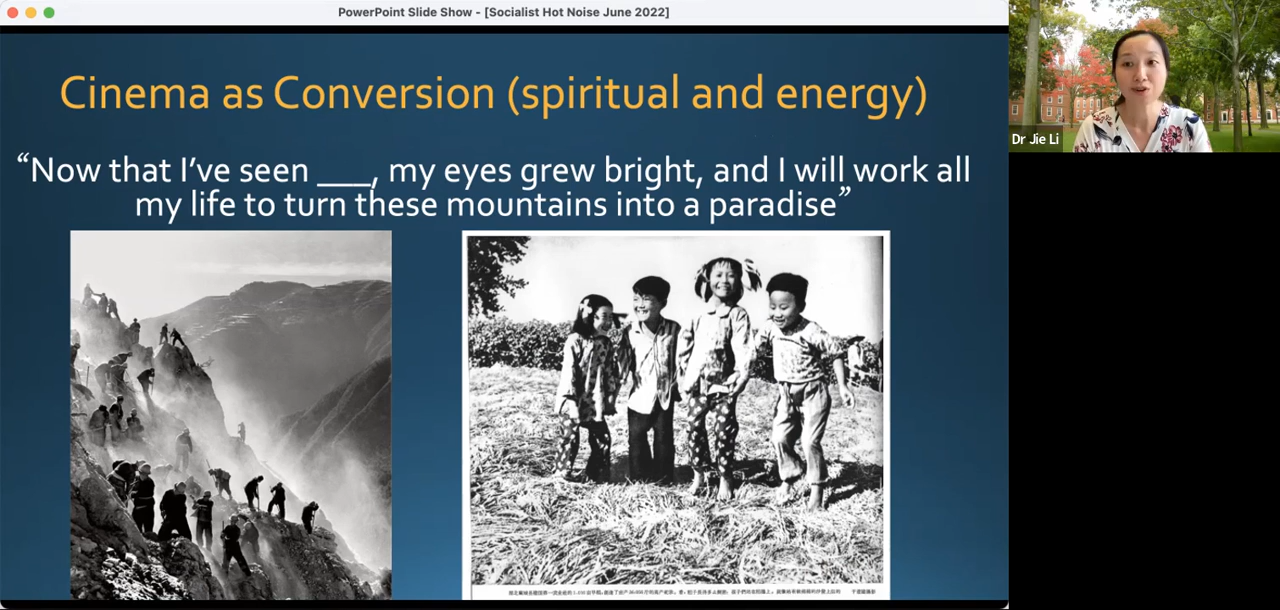 PowerPoint Slide Show - [Socialist Hot Noise June 2022]
Cinema as Conversion (spiritual and energy)
“Now that I’ve seen ___, my eyes grew bright, and I will work all
my life to turn these mountains into a paradise”
Dr Jie Li